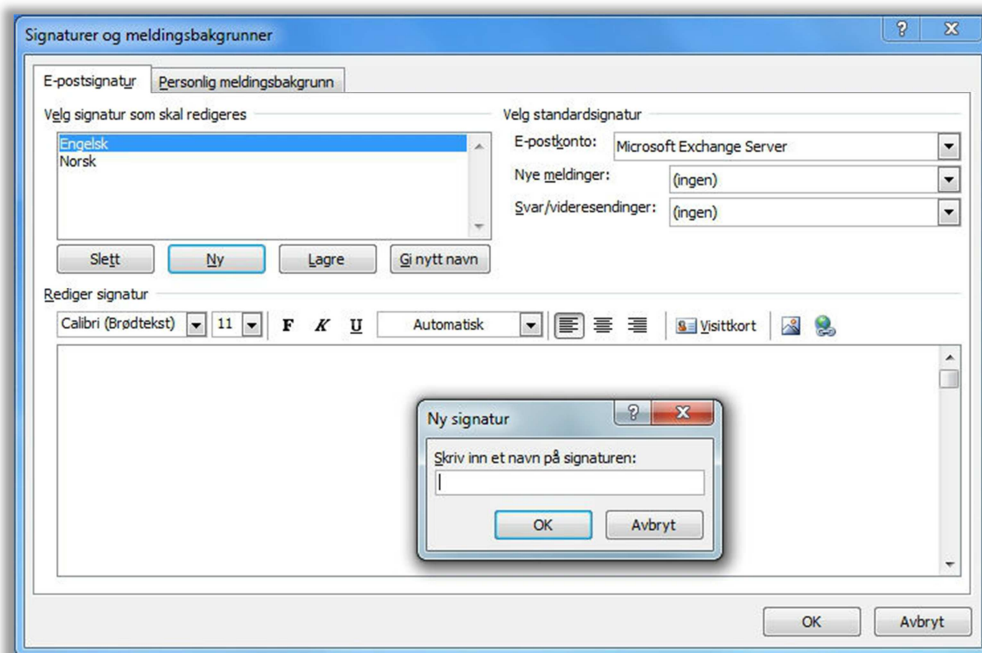 Signaturer og meldingsbakgrunner
E-postsignatur Personlig meldingsbakgrunn
Velg signatur som skal redigeres
Engelsk
Norsk
Slett Ny Lagre Gi nytt navn
Velg standardsignatur
E-postkonto: Microsoft Exchange Server
Nye meldinger: (ingen)
Svar/videresendinger: (ingen)
Rediger signatur
Calibri (Brødtekst) 11 F K U Automatisk Visittkort
Ny signatur
Skriv inn et navn på signaturen:
OK Avbryt
OK Avbryt